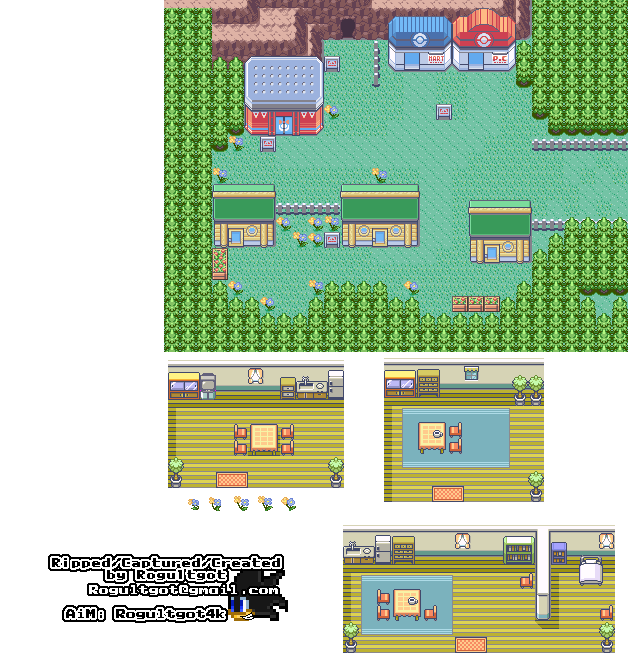 MART
P.C
Ripped/Captured/Created
by Rogultgot
Rogultgot@gmail.com
AiM: Rogultgot4k